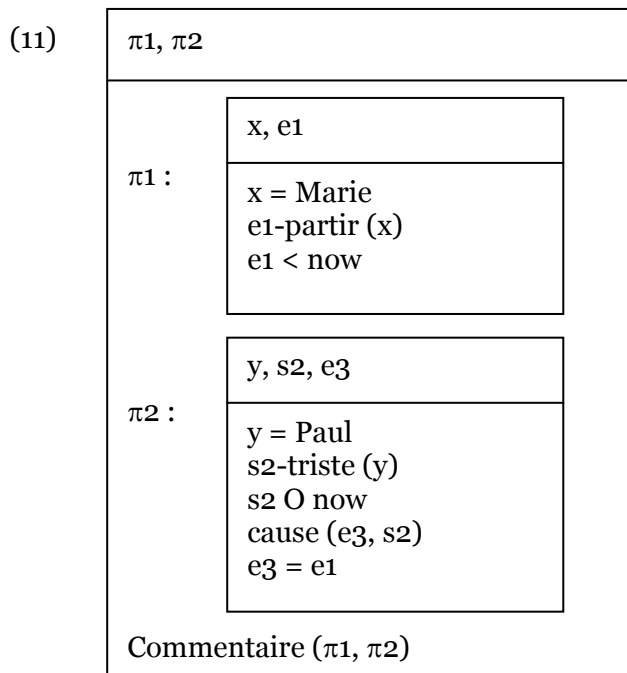 (11)
π1, π2
x, e1
π1 :
x = Marie
e1-partir (x)
e1 < now
y, s2, e3
π2 :
y = Paul
s2-triste (y)
s2 O now
cause (e3, s2)
e3 = e1
Commentaire (π1, π2)